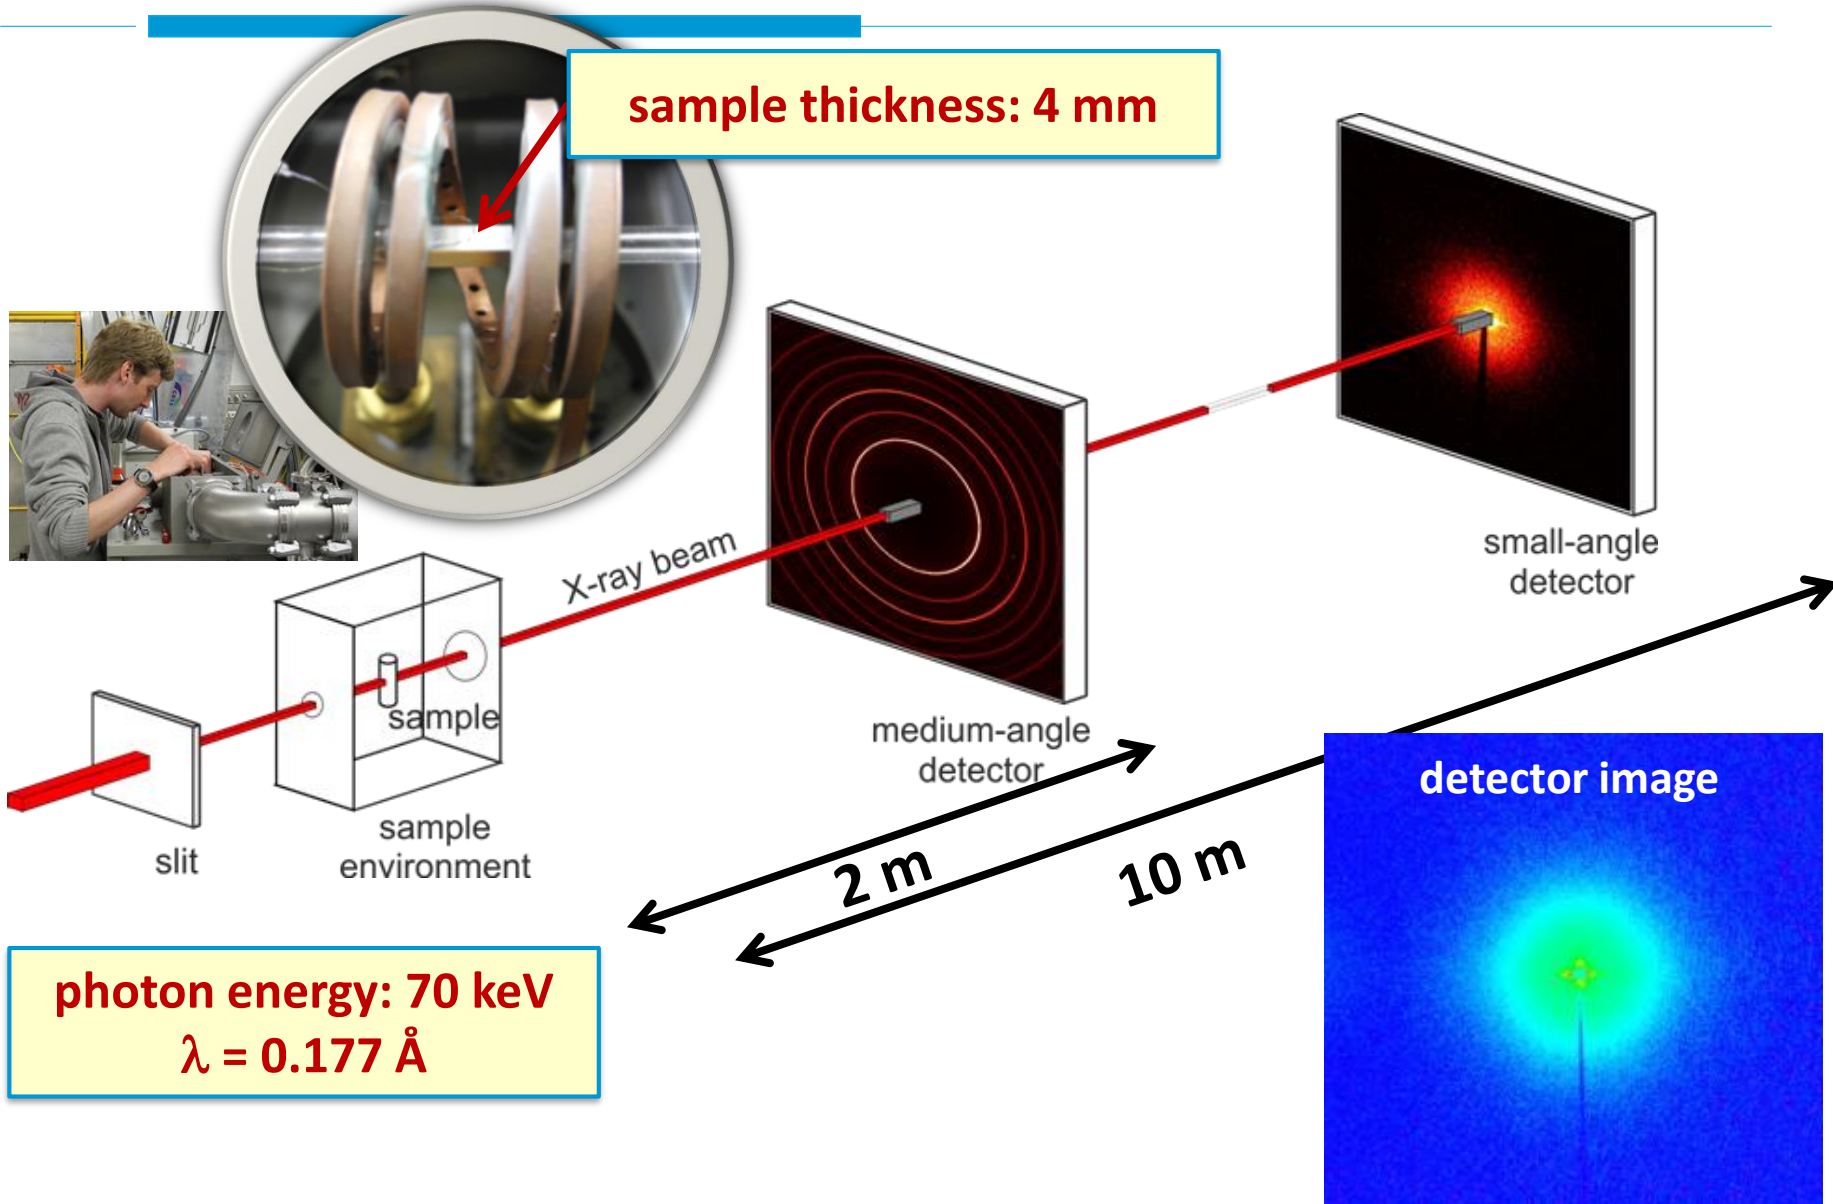 sample thickness: 4 mm
X-ray beam
small-angle
detector
sample
medium-angle
detector
slit
sample
environment
2 m
10 m
detector image
photon energy: 70 keV
λ = 0.177 Å